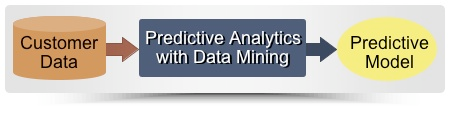 Customer
Data
Predictive Analytics
with Data Mining
Predictive
Model